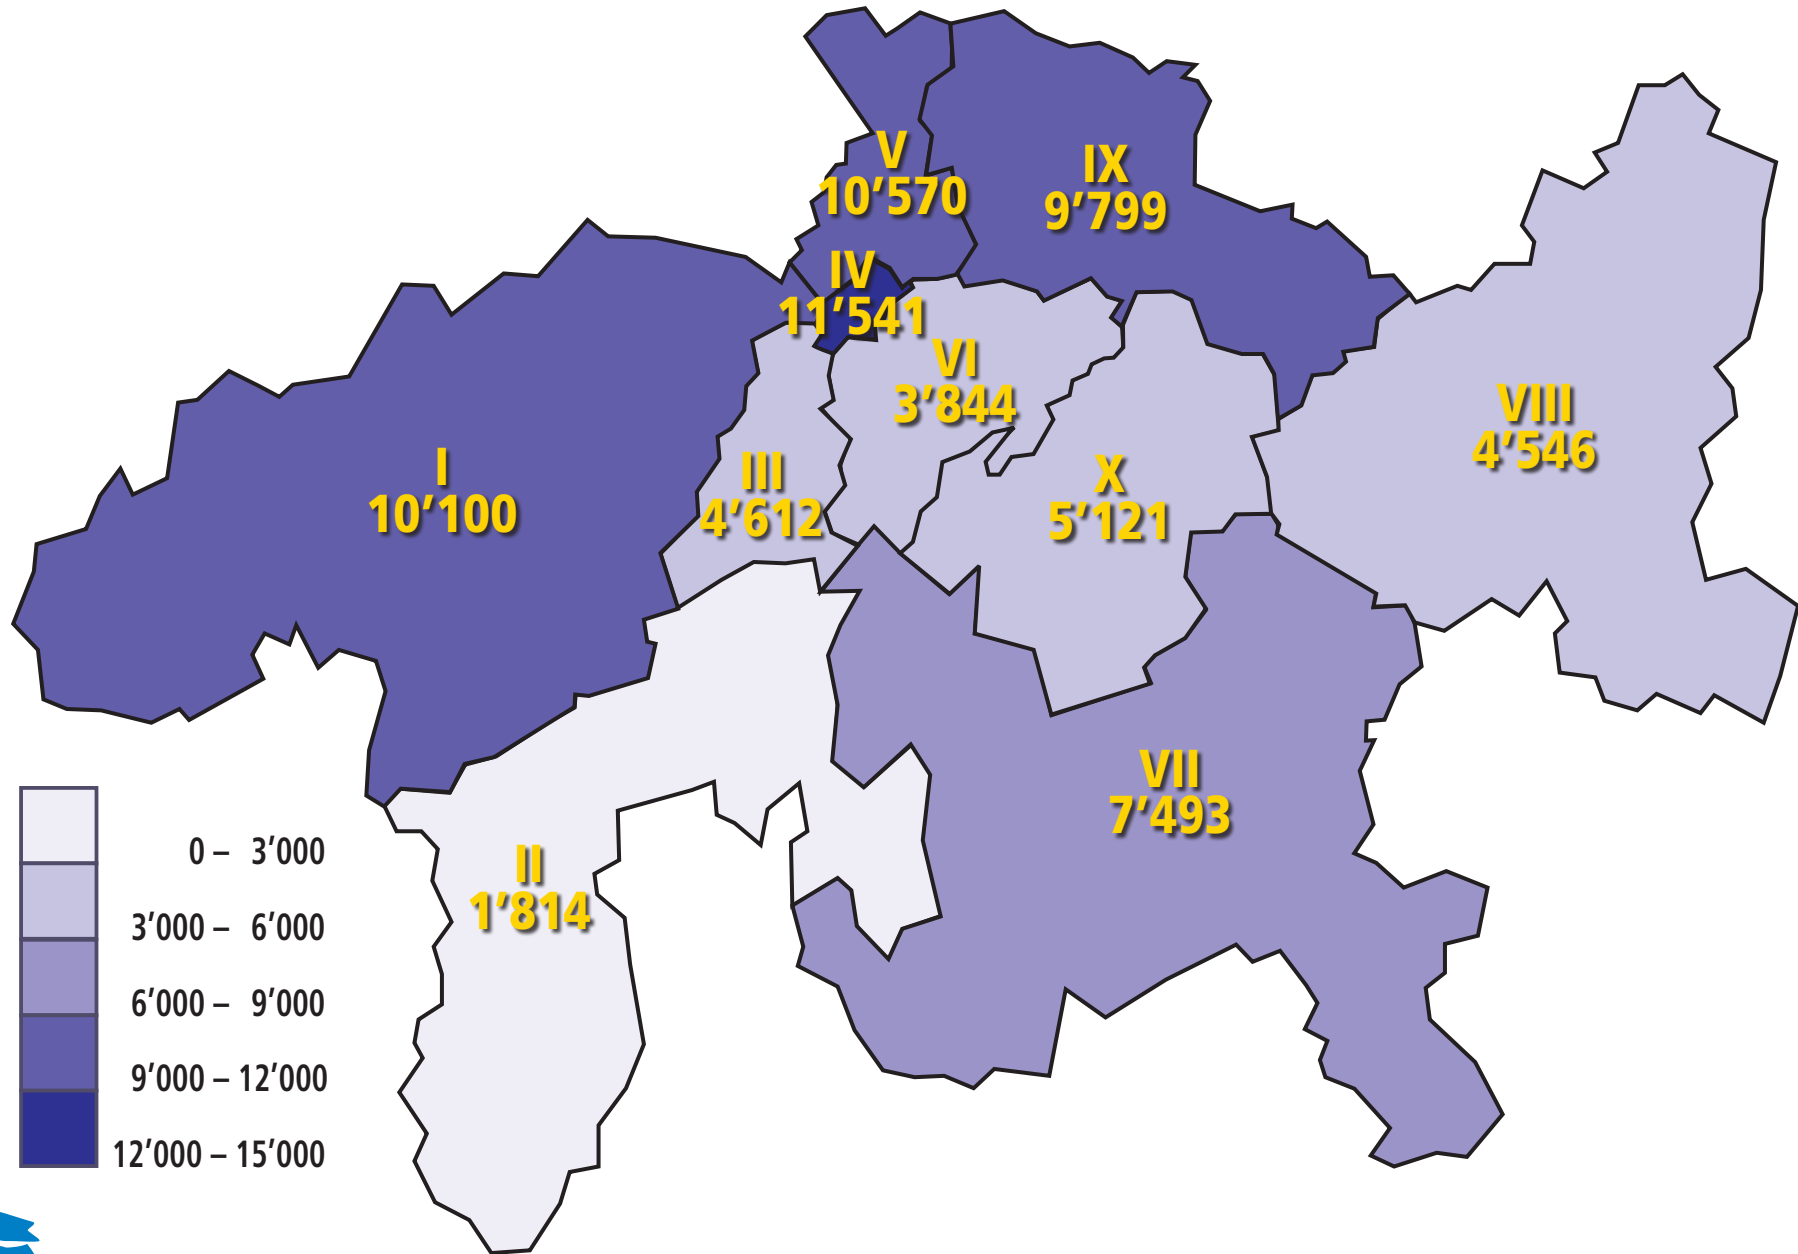 V
10’570
IX
9’799
IV
11’541
VI
3’844
VIII
4’546
I
10’100
III
4’612
X
5’121
VII
7’493
II
1’814
0 – 3’000
3’000 – 6’000
6’000 – 9’000
9’000 – 12’000
12’000 – 15’000